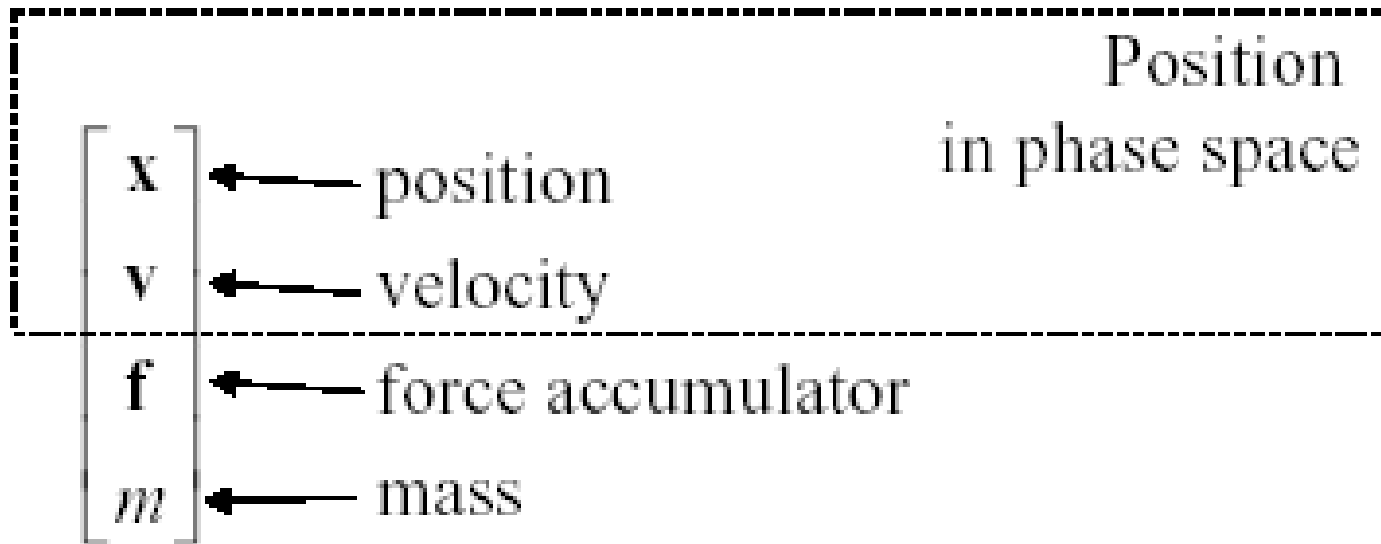 Position
in phase space
x position
v velocity
f force accumulator
m mass